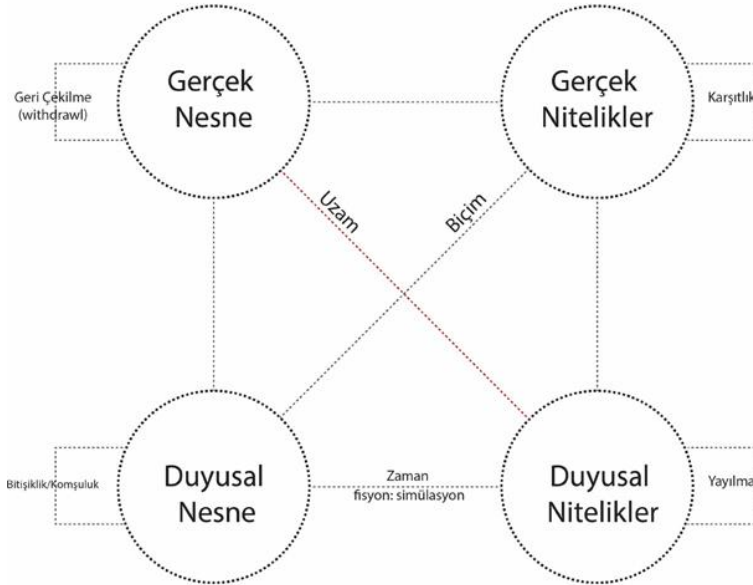 Gerçek
Nesne
Gerçek
Nitelikler
Geri Çekilme
(withdrawl)
Karşıtlık
Uzam
Biçim
Duyusal
Nesne
Duyusal
Nitelikler
Bitişiklik/Komşuluk
Zaman
fisyon: simülasyon
Yayılma